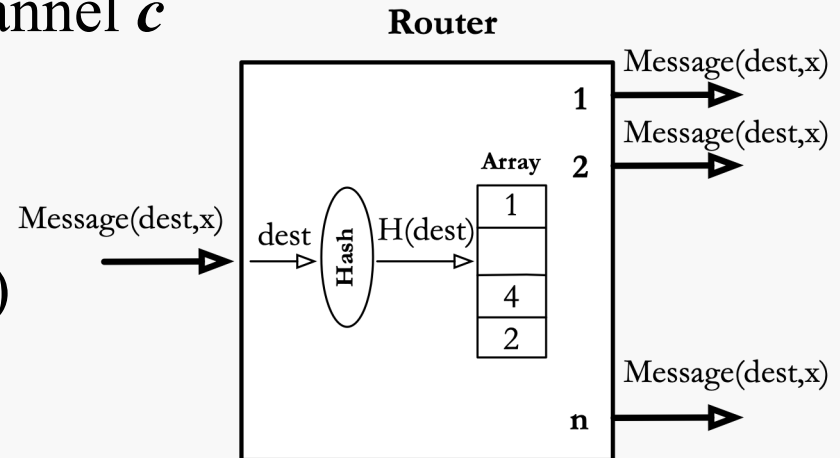 annel c
Router
Message(dest,x)
1
Message(dest,x)
2
Array
1
4
2
Message(dest,x)
dest
Hash
H(dest)
)
Message(dest,x)
n